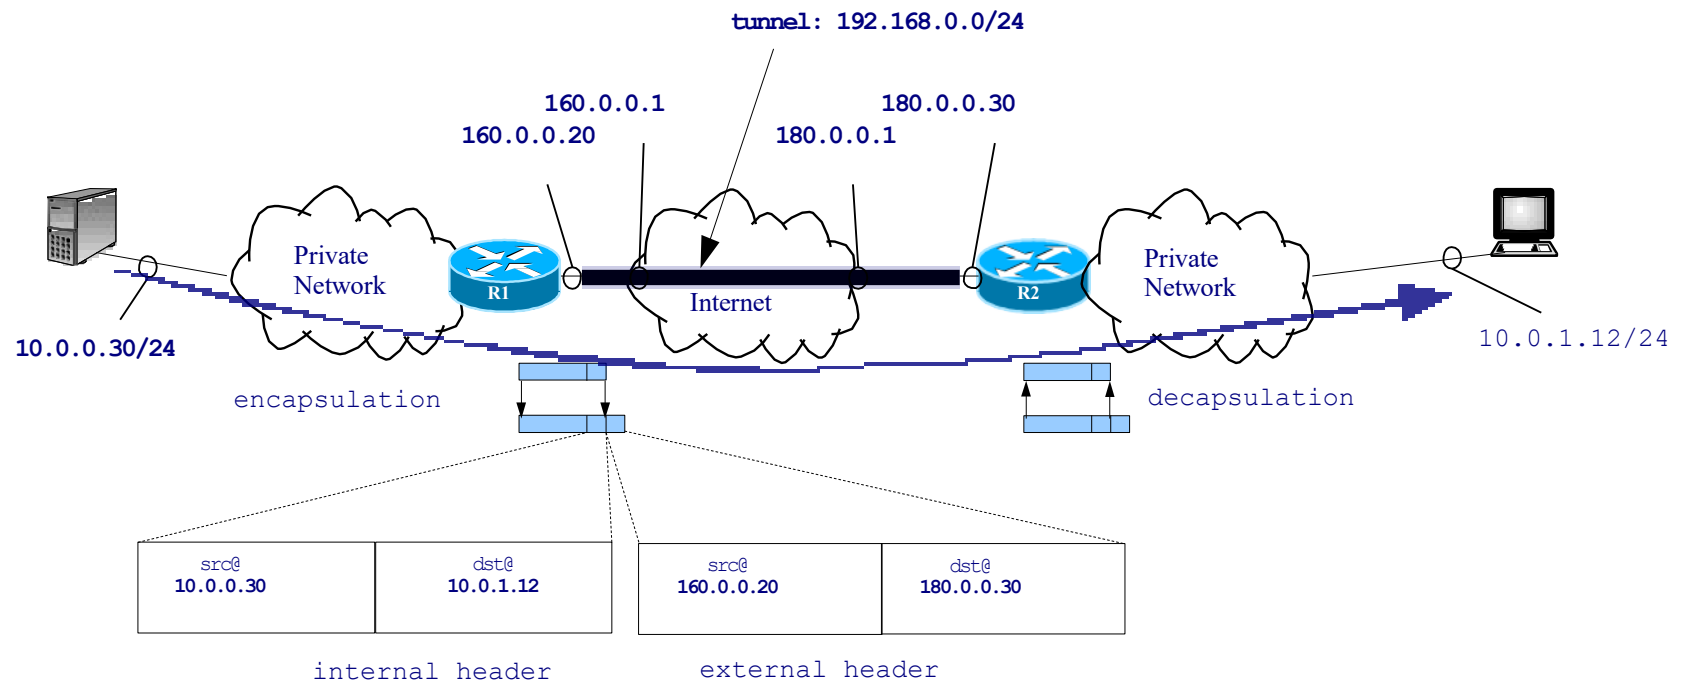 tunnel: 192.168.0.0/24
160.0.0.1
180.0.0.30
160.0.0.20
180.0.0.1
Private
Network
R1
Internet
R2
Private
Network
10.0.0.30/24
10.0.1.12/24
encapsulation
decapsulation
src@
10.0.0.30
dst@
10.0.1.12
src@
160.0.0.20
dst@
180.0.0.30
internal header
external header